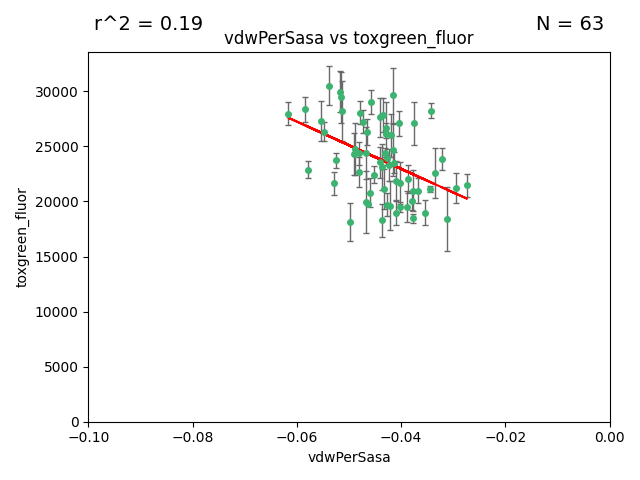 r^2 = 0.19
N = 63
vdwPerSasa vs toxgreen_fluor
30000
25000
20000
15000
10000
5000
0
toxgreen_fluor
−0.10
−0.08
−0.06
−0.04
−0.02
0.00
vdwPerSasa